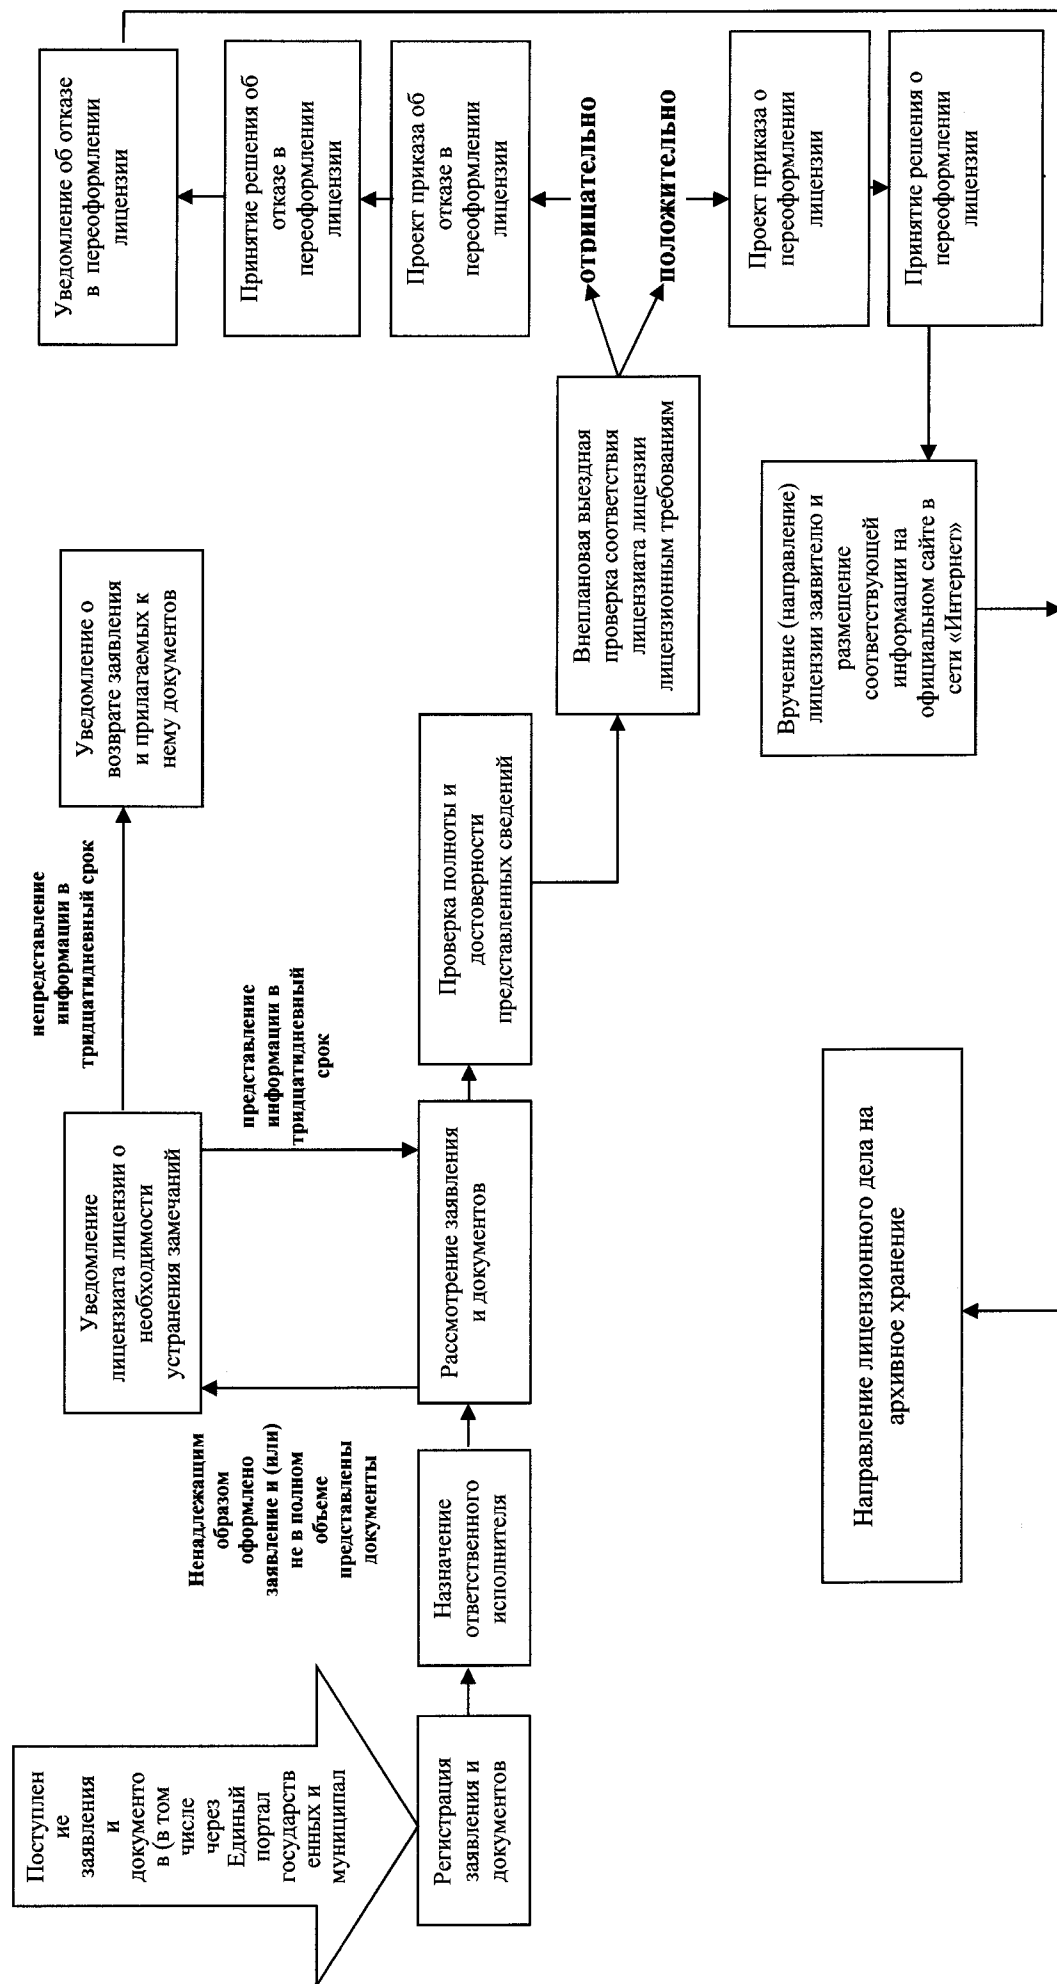 Поступлен
ие
заявления
и
документо
в (в том
числе
через
Единый
портал
государств
енных и
муниципал
Регистрация
заявления и
документов
Назначение
ответственного
исполнителя
Ненадлежащим
образом
оформлено
заявление и (или)
не в полном
объеме
представлены
документы
Рассмотрение заявления
и документов
Уведомление
лицензиата лицензии о
необходимости
устранения замечаний
представление
информации в
тридцатидневный
срок
непредставление
информации в
тридцатидневный срок
Уведомление о
возврате заявления
и прилагаемых к
нему документов
Проверка полноты и
достоверности
представленных сведений
Внеплановая выездная
проверка соответствия
лицензиата лицензии
лицензионным требованиям
отрицательно
положительно
Проект приказа об
отказе в
переоформлении
лицензии
Принятие решения об
отказе в
переоформлении
лицензии
Уведомление об отказе
в переоформлении
лицензии
Проект приказа о
переоформлении
лицензии
Принятие решения о
переоформлении
лицензии
Вручение (направление)
лицензии заявителю и
размещение
соответствующей
информации на
официальном сайте в
сети «Интернет»
Направление лицензионного дела на
архивное хранение